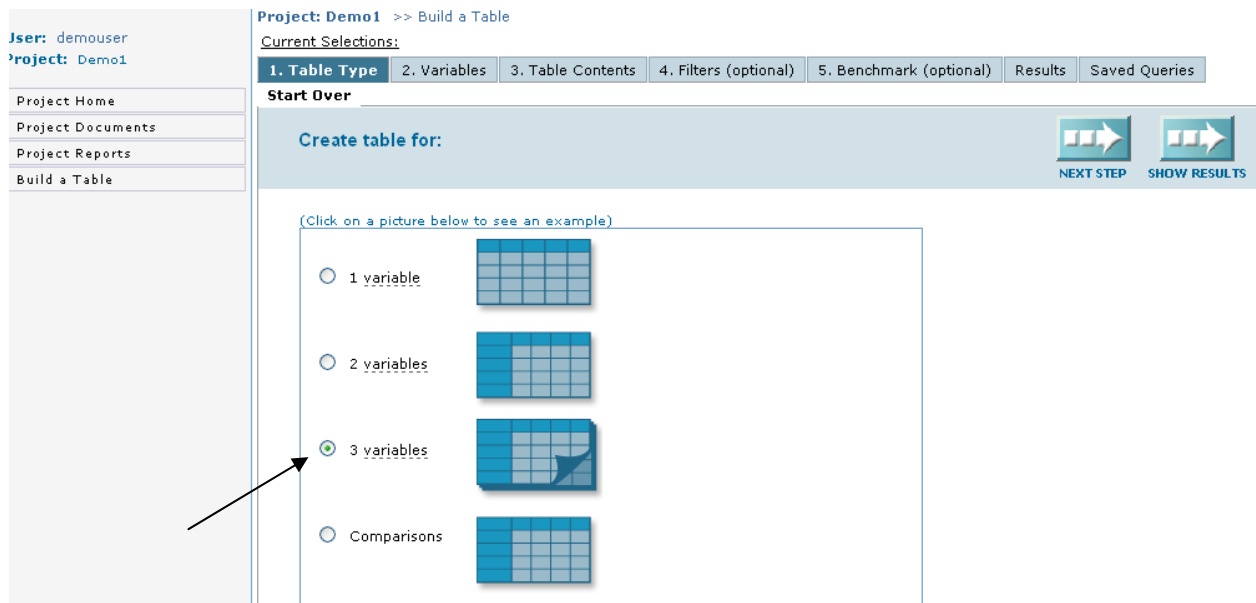 Project: Demo1 >> Build a Table
User: demouser
Project: Demo1
Current Selections:
1. Table Type 2. Variables 3. Table Contents 4. Filters (optional) 5. Benchmark (optional) Results Saved Queries
Start Over
Project Home
Project Documents
Project Reports
Build a Table
Create table for:
NEXT STEP SHOW RESULTS
(Click on a picture below to see an example)
1 variable
2 variables
3 variables
Comparisons